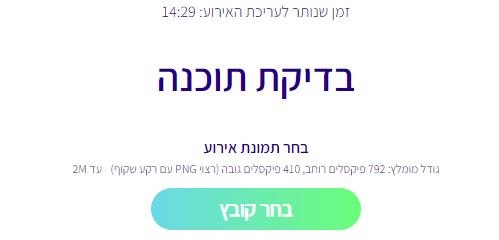 זמן שנותר לעריכת האירוע: 14:29
בדיקת תוכנה
בחר תמונת אירוע
גודל מומלץ: 792 פיקסלים רוחב, 410 פיקסלים גובה (רצוי PNG עם רקע שקוף) · עד 2M
בחר קובץ